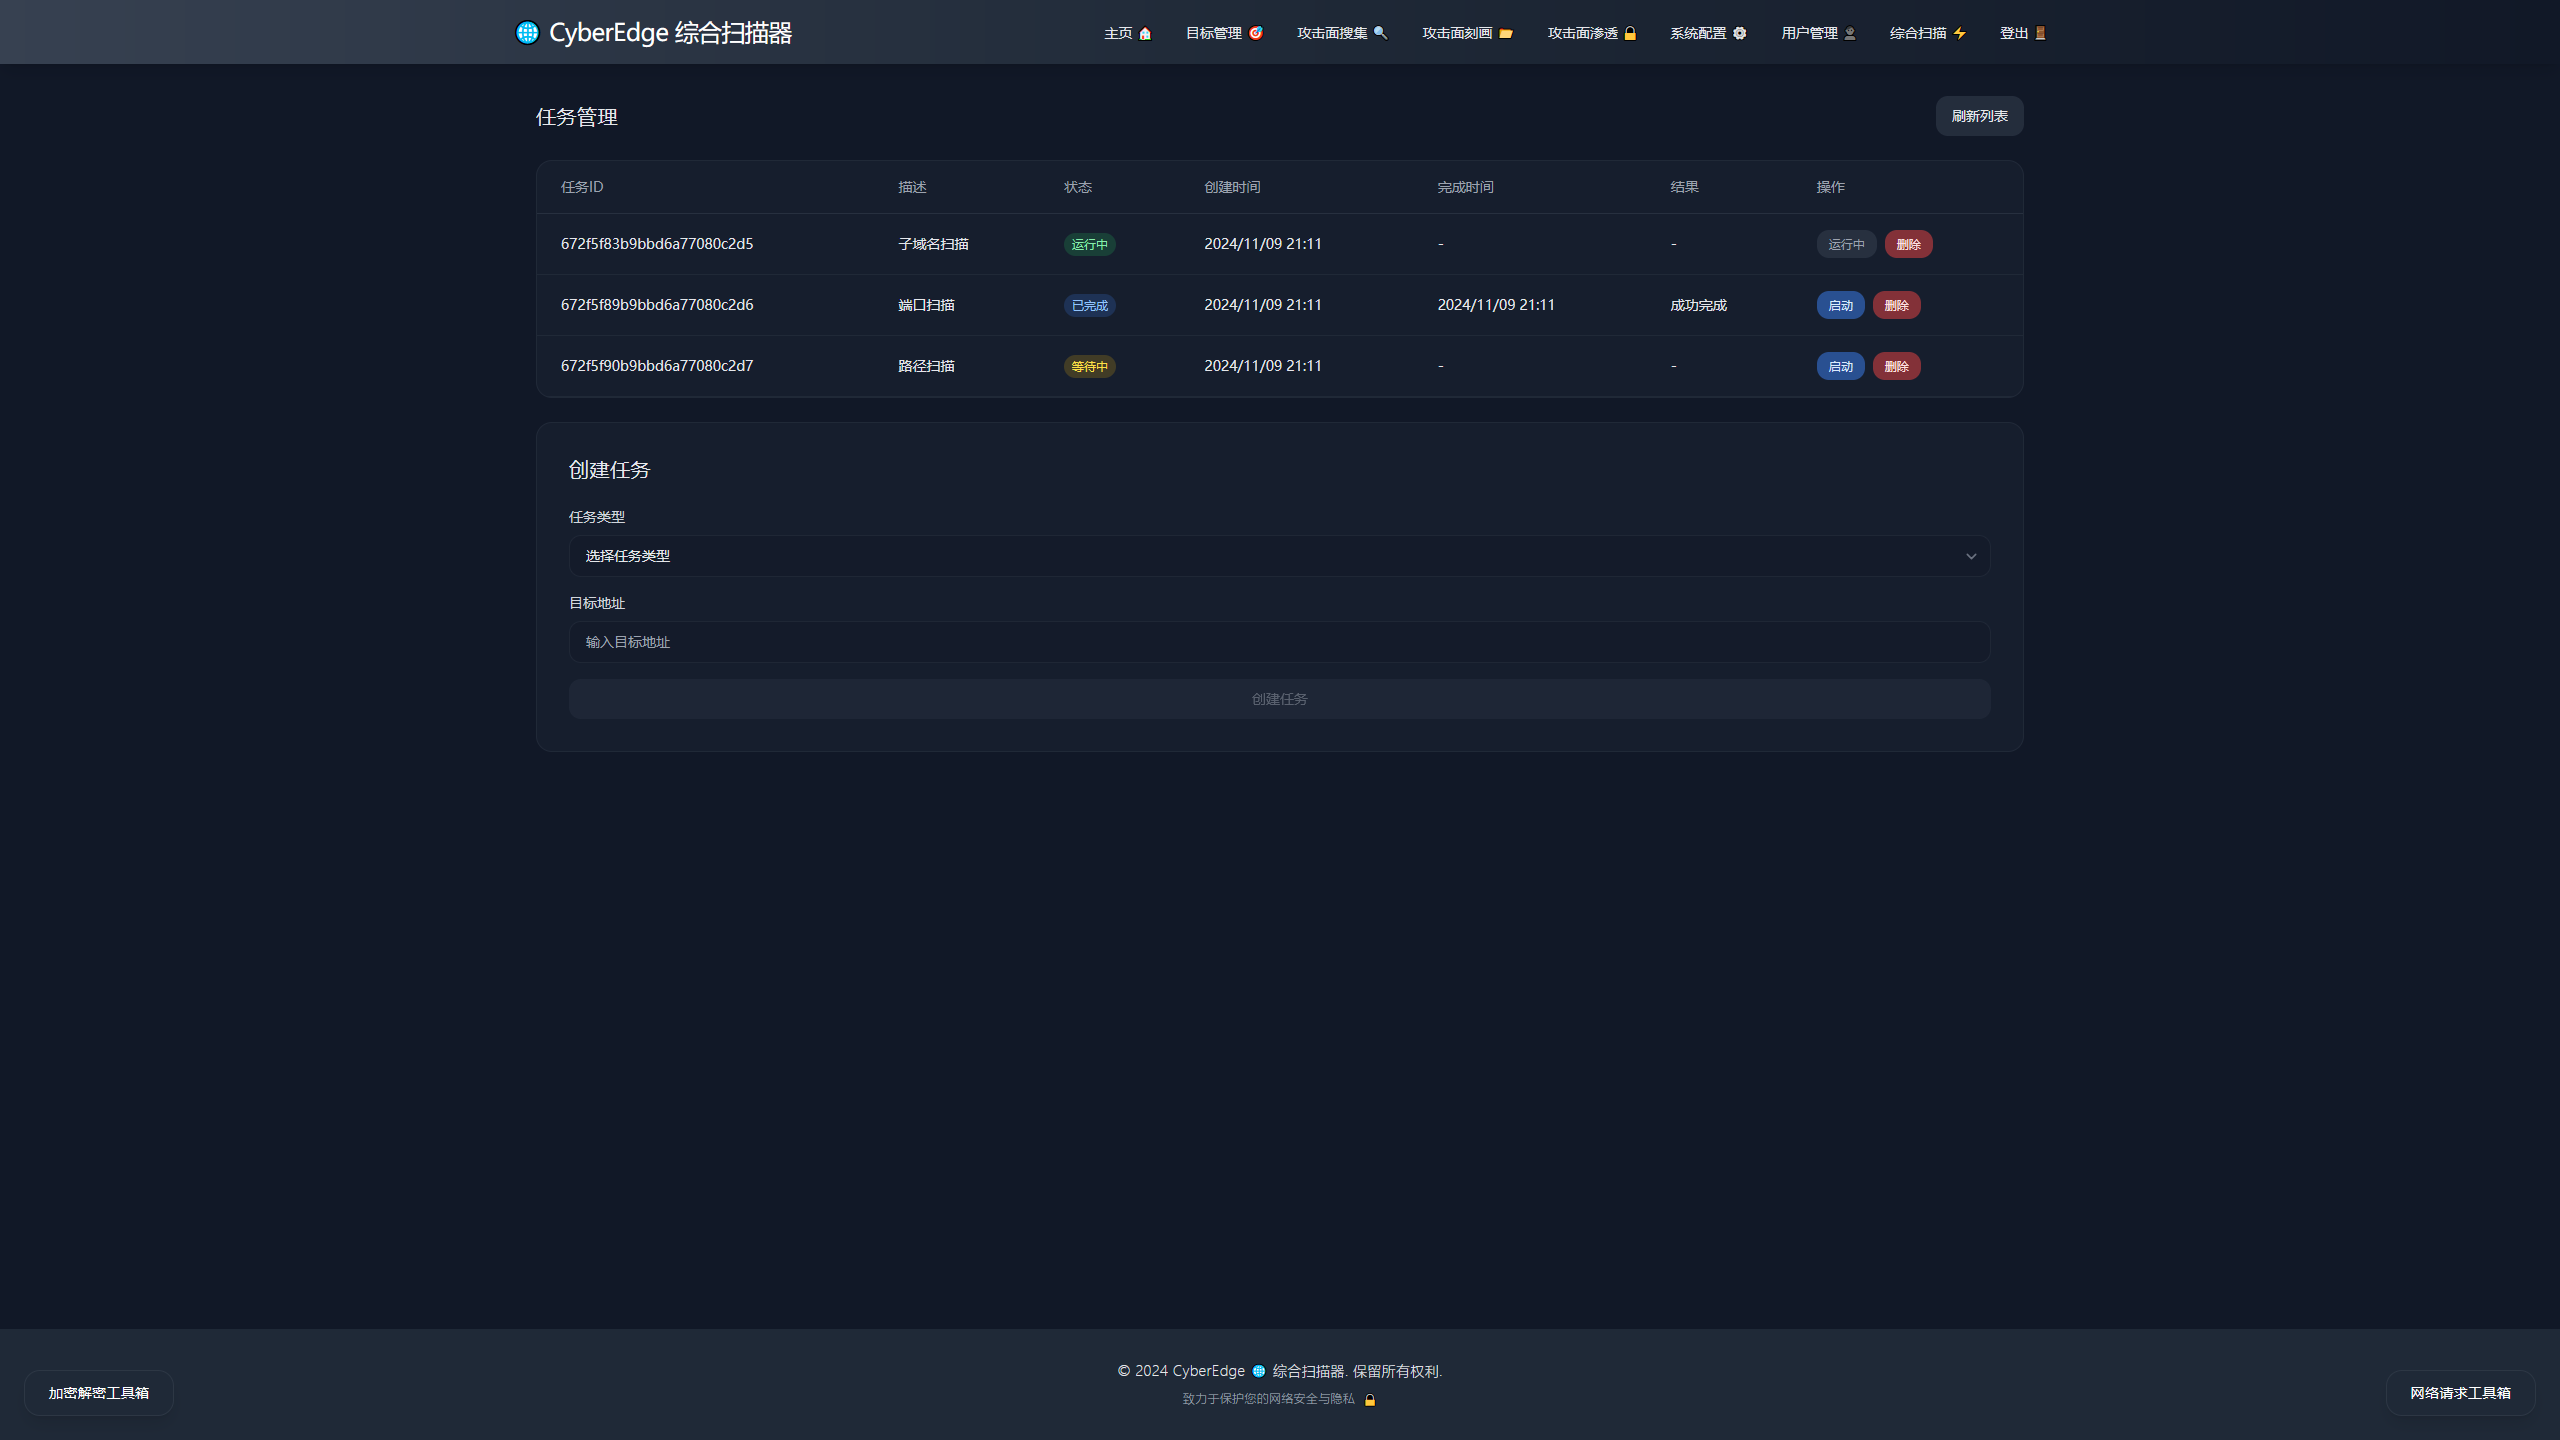 CyberEdge 综合扫描器
主页 目标管理 攻击面搜集 攻击面刻画 攻击面渗透 系统配置 用户管理 综合扫描 登出
任务管理
刷新列表
任务ID 描述 状态 创建时间 完成时间 结果 操作
672f5f83b9bbd6a77080c2d5 子域名扫描 运行中 2024/11/09 21:11 - - 运行中 删除
672f5f89b9bbd6a77080c2d6 端口扫描 已完成 2024/11/09 21:11 2024/11/09 21:11 成功完成 启动 删除
672f5f90b9bbd6a77080c2d7 路径扫描 等待中 2024/11/09 21:11 - - 启动 删除
创建任务
任务类型
选择任务类型
目标地址
输入目标地址
创建任务
© 2024 CyberEdge 综合扫描器. 保留所有权利.
致力于保护您的网络安全与隐私
加密解密工具箱
网络请求工具箱